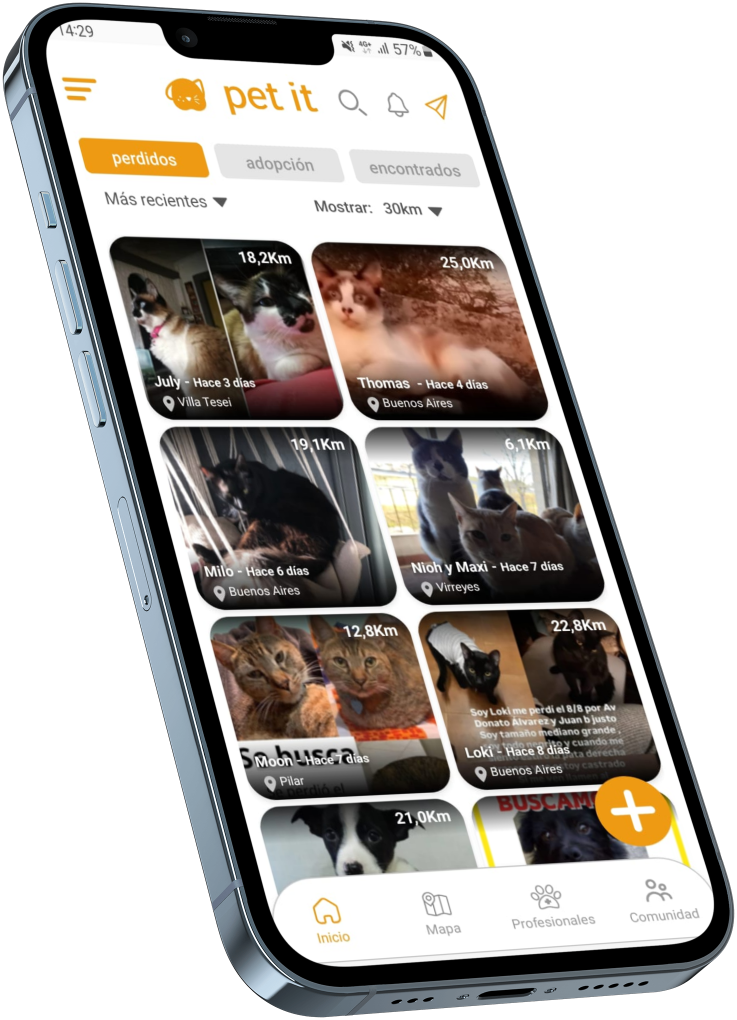 14:29
4G+ 57%
pet it
perdidos adopción encontrados
Más recientes Mostrar: 30km
18,2Km
July - Hace 3 días
Villa Tesei
25,0Km
Thomas - Hace 4 días
Buenos Aires
19,1Km
Milo - Hace 6 días
Buenos Aires
6,1Km
Nioh y Maxi - Hace 7 días
Virreyes
12,8Km
Se busca
Moon - Hace 7 días
Pilar
22,8Km
Soy Loki me perdí el 8/8 por Av
Donato Alvarez y Juan b justo
Soy tamaño mediano grande ,
y cuando me
pata derecha
Loki - Hace 8 días
Buenos Aires
castrado
21,0Km
BUSCAM
Inicio Mapa Profesionales Comunidad